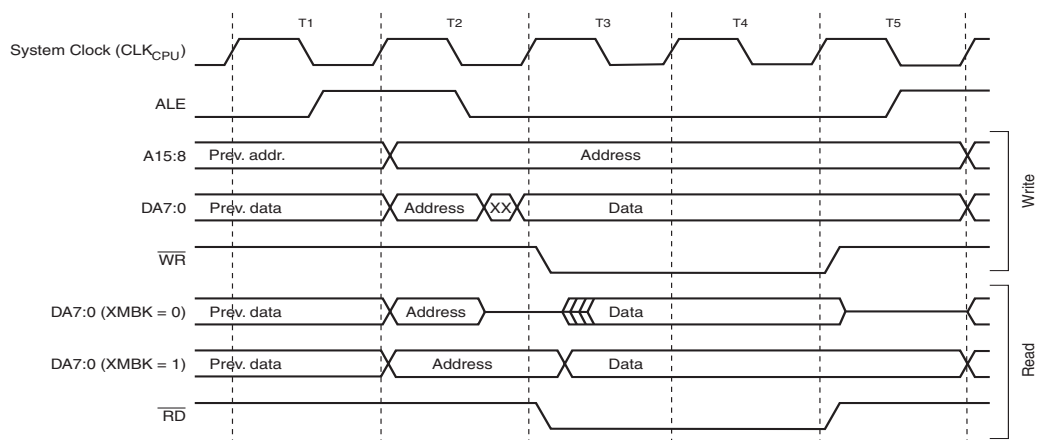 T1 T2 T3 T4 T5
System Clock (CLKCPU)
ALE
A15:8 Prev. addr. Address
DA7:0 Prev. data Address XX Data
WR
Write
DA7:0 (XMBK = 0) Prev. data Address Data
DA7:0 (XMBK = 1) Prev. data Address Data
RD
Read